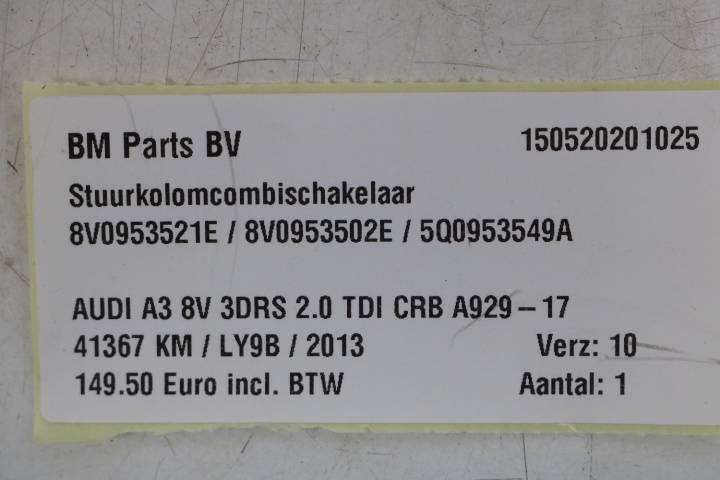 BM Parts BV 150520201025
Stuurkolomcombischakelaar
8V0953521E / 8V0953502E / 5Q0953549A
AUDI A3 8V 3DRS 2.0 TDI CRB A929 – 17
41367 KM / LY9B / 2013 Verz: 10
149.50 Euro incl. BTW Aantal: 1